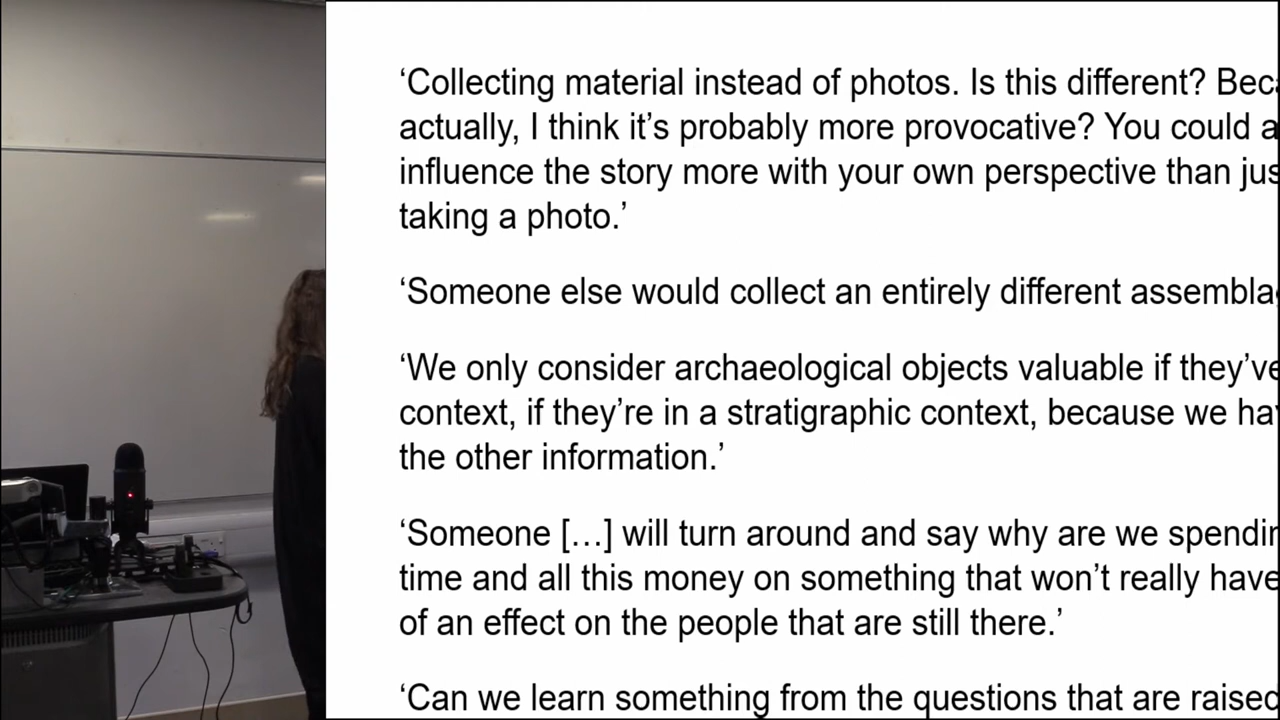 ‘Collecting material instead of photos. Is this different?
actually, I think it’s probably more provocative? You could
influence the story more with your own perspective than
taking a photo.’
‘Someone else would collect an entirely different
‘We only consider archaeological objects valuable if they’ve
context, if they’re in a stratigraphic context, because we
the other information.’
‘Someone […] will turn around and say why are we
time and all this money on something that won’t really have
of an effect on the people that are still there.’
‘Can we learn something from the questions that are raised